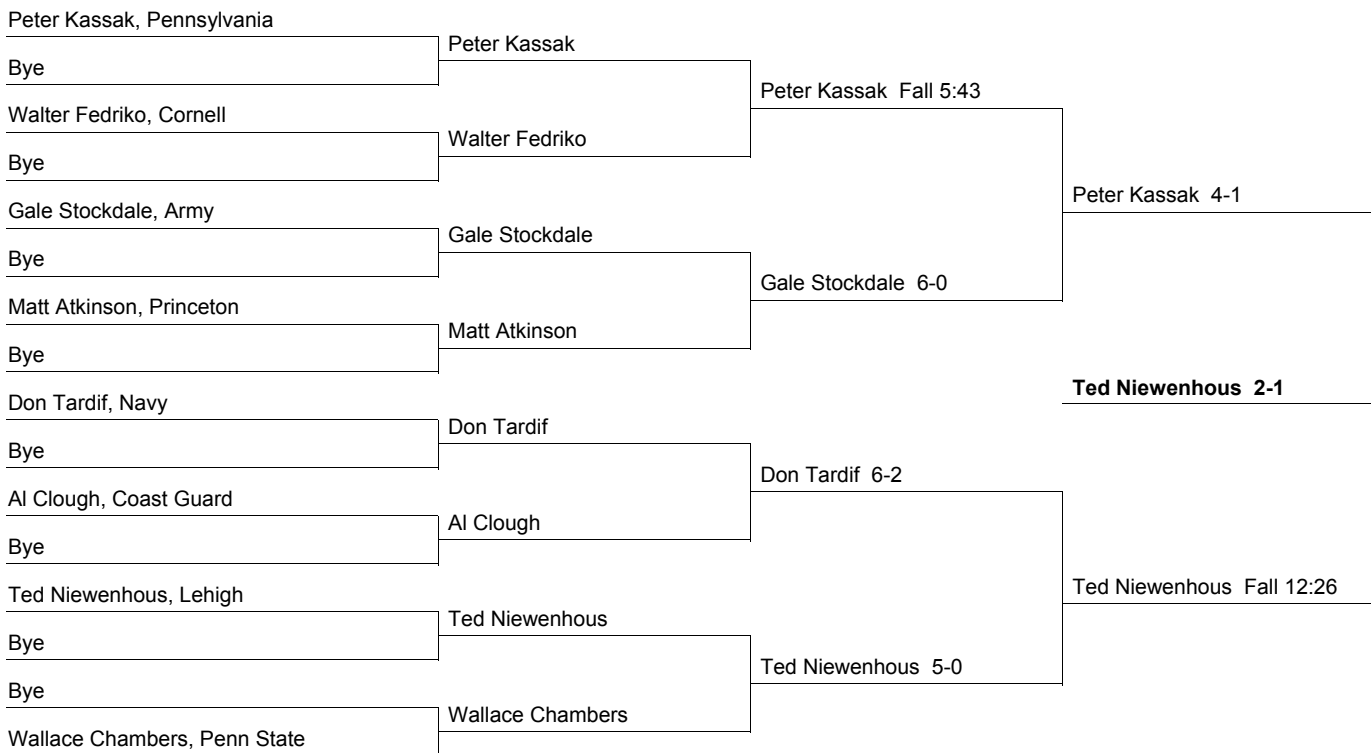 Peter Kassak, Pennsylvania
Bye
Walter Fedriko, Cornell
Bye
Gale Stockdale, Army
Bye
Matt Atkinson, Princeton
Bye
Don Tardif, Navy
Bye
Al Clough, Coast Guard
Bye
Ted Niewenhous, Lehigh
Bye
Bye
Wallace Chambers, Penn State
Peter Kassak
Walter Fedriko
Gale Stockdale
Matt Atkinson
Don Tardif
Al Clough
Ted Niewenhous
Wallace Chambers
Peter Kassak Fall 5:43
Gale Stockdale 6-0
Don Tardif 6-2
Ted Niewenhous 5-0
Peter Kassak 4-1
Ted Niewenhous 2-1
Ted Niewenhous Fall 12:26